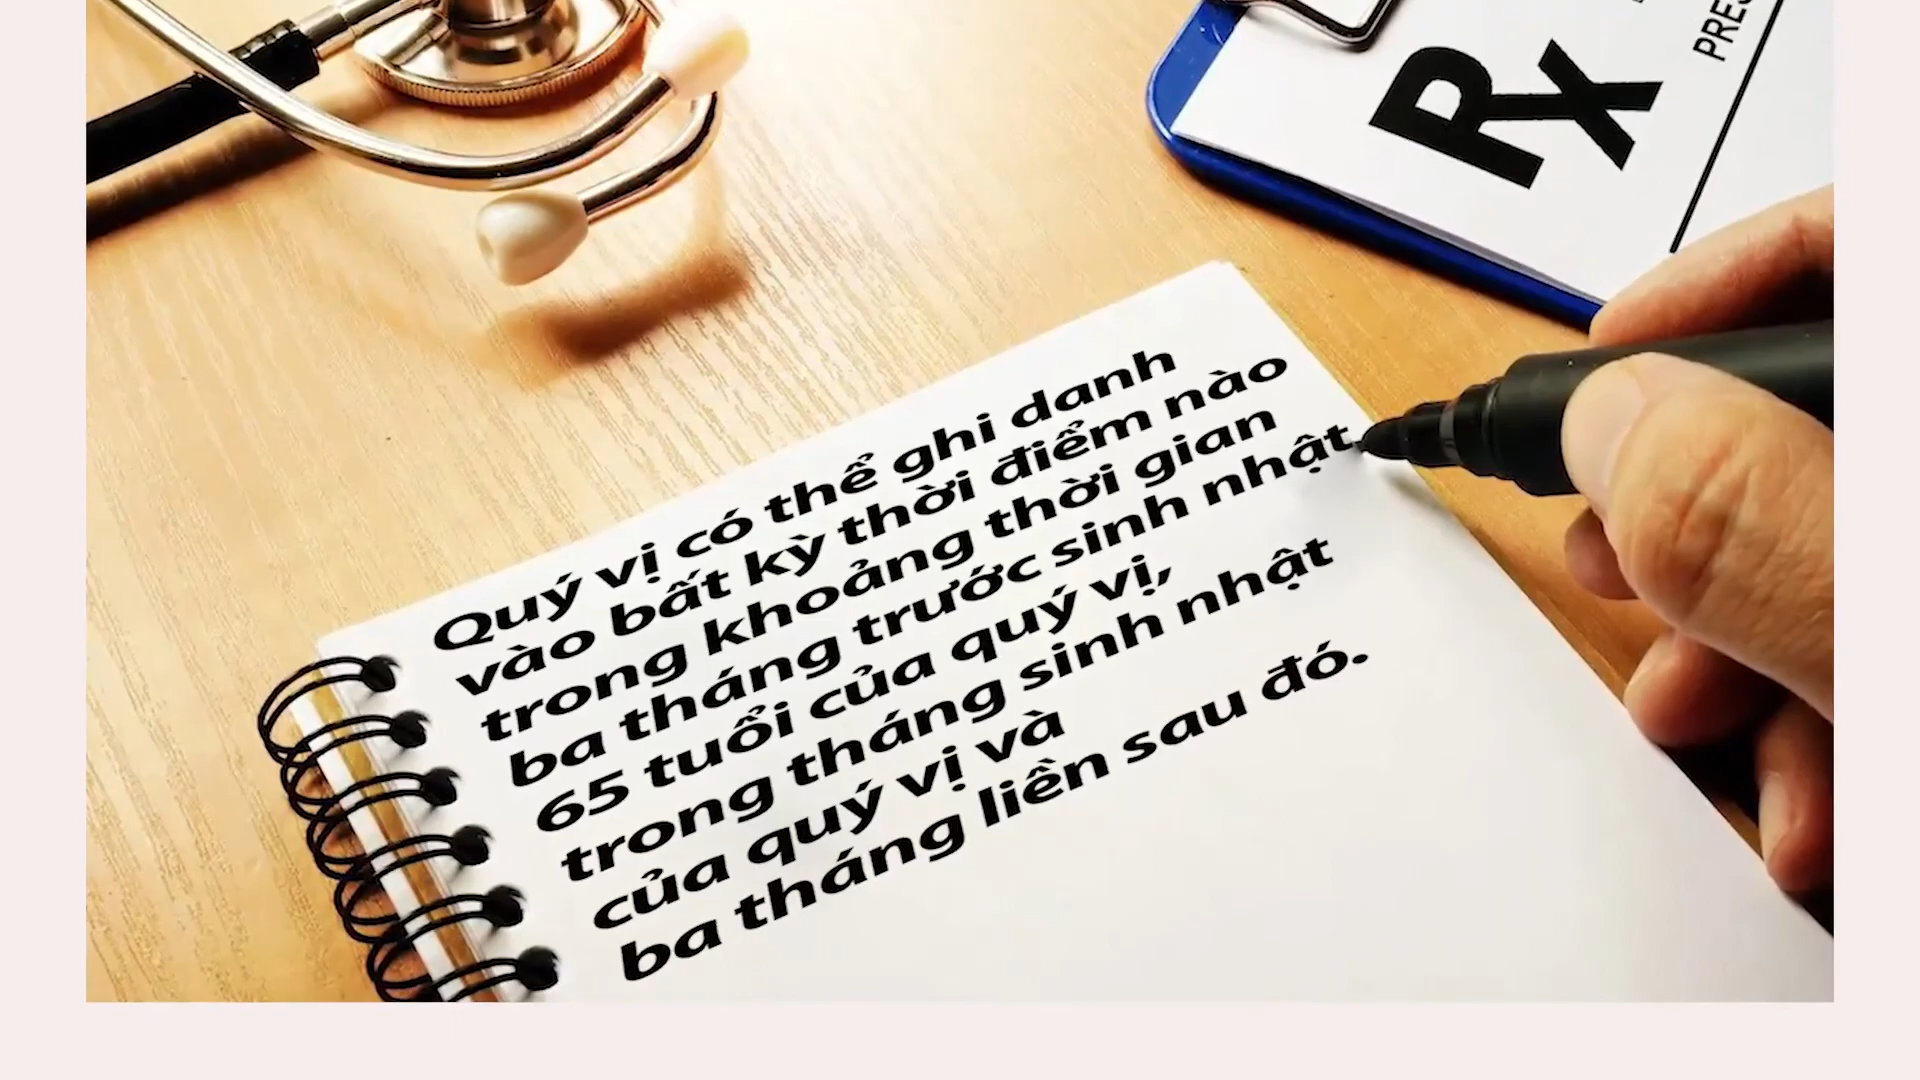 Rx
PRES
Quý vị có thể ghi danh
vào bất kỳ thời điểm nào
trong khoảng thời gian
ba tháng trước sinh nhật
65 tuổi của quý vị,
trong tháng sinh nhật
của quý vị và
ba tháng liền sau đó.